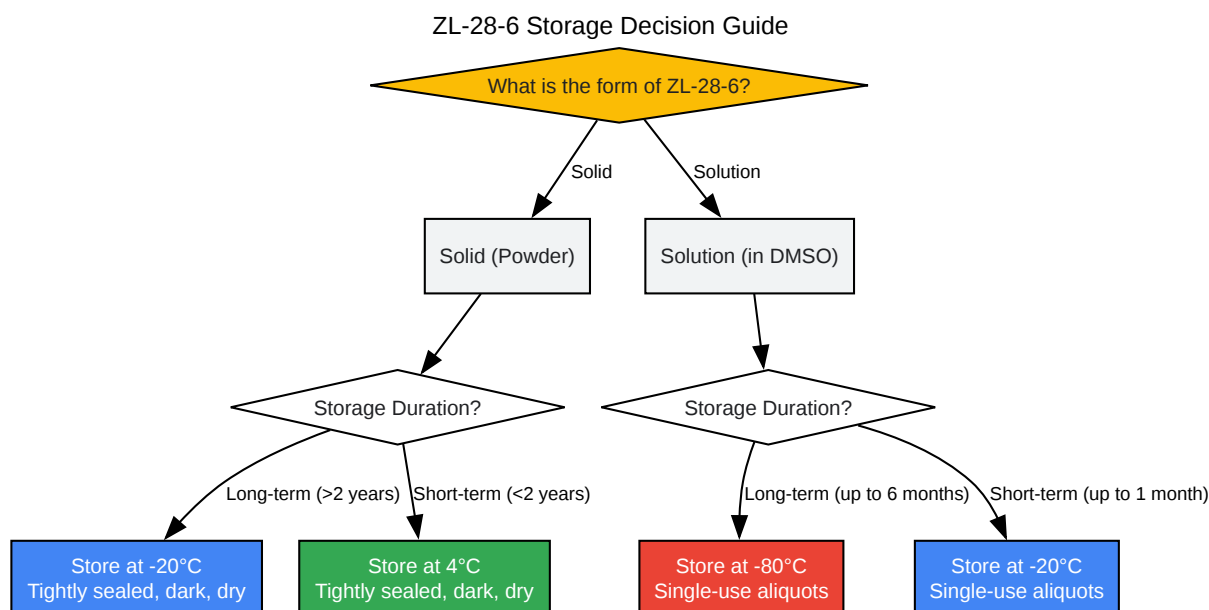 ZL-28-6 Storage Decision Guide
What is the form of ZL-28-6?
Solid
Solution
Solid (Powder)
Solution (in DMSO)
Storage Duration?
Storage Duration?
Long-term (>2 years)
Short-term (<2 years)
Long-term (up to 6 months)
Short-term (up to 1 month)
Store at -20°C
Tightly sealed, dark, dry
Store at 4°C
Tightly sealed, dark, dry
Store at -80°C
Single-use aliquots
Store at -20°C
Single-use aliquots